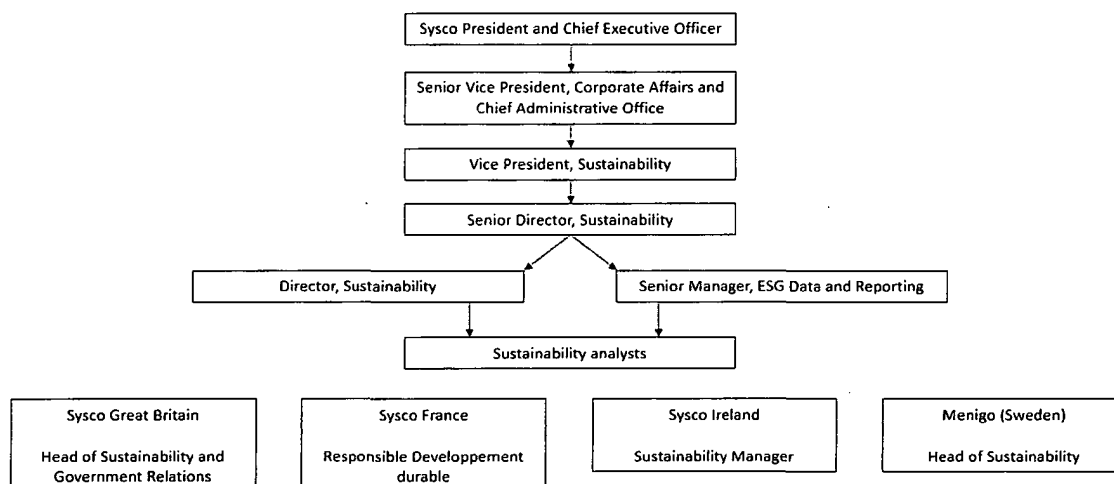 Sysco President and Chief Executive Officer
Senior Vice President, Corporate Affairs and
Chief Administrative Office
Vice President, Sustainability
Senior Director, Sustainability
Director, Sustainability
Senior Manager, ESG Data and Reporting
Sustainability analysts
Sysco Great Britain
Head of Sustainability and
Government Relations
Sysco France
Responsible Developpement
durable
Sysco Ireland
Sustainability Manager
Menigo (Sweden)
Head of Sustainability